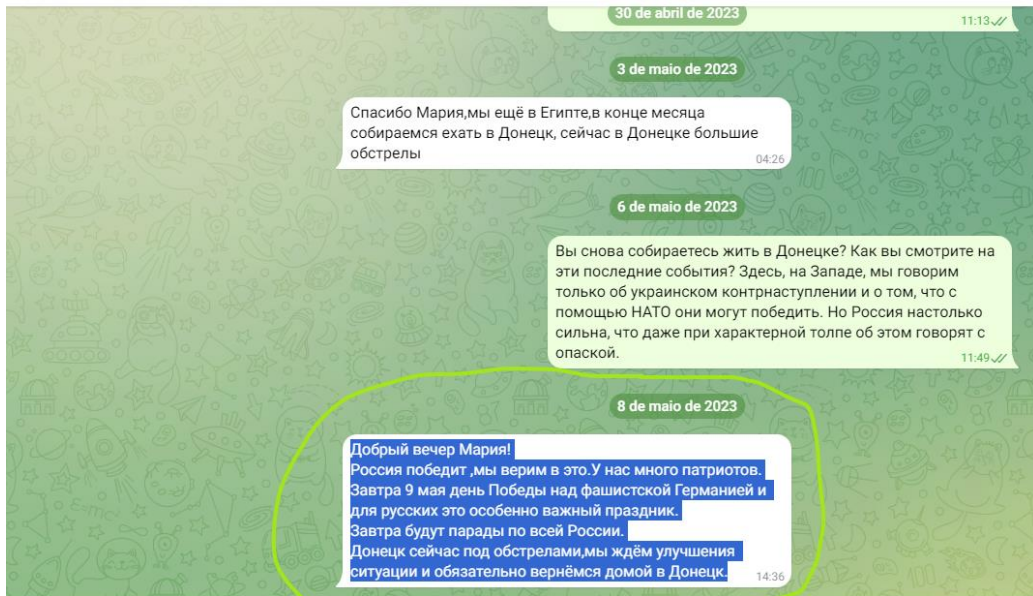 30 de abril de 2023
11:13
3 de maio de 2023
Спасибо Мария,мы ещё в Египте,в конце месяца
собираемся ехать в Донецк, сейчас в Донецке большие
обстрелы
04:26
6 de maio de 2023
Вы снова собираетесь жить в Донецке? Как вы смотрите на
эти последние события? Здесь, на Западе, мы говорим
только об украинском контрнаступлении и о том, что с
помощью НАТО они могут победить. Но Россия настолько
сильна, что даже при характерной толпе об этом говорят с
опаской.
11:49
8 de maio de 2023
Добрый вечер Мария!
Россия победит ,мы верим в это.У нас много патриотов.
Завтра 9 мая день Победы над фашистской Германией и
для русских это особенно важный праздник.
Завтра будут парады по всей России.
Донецк сейчас под обстрелами,мы ждём улучшения
ситуации и обязательно вернёмся домой в Донецк.
14:36